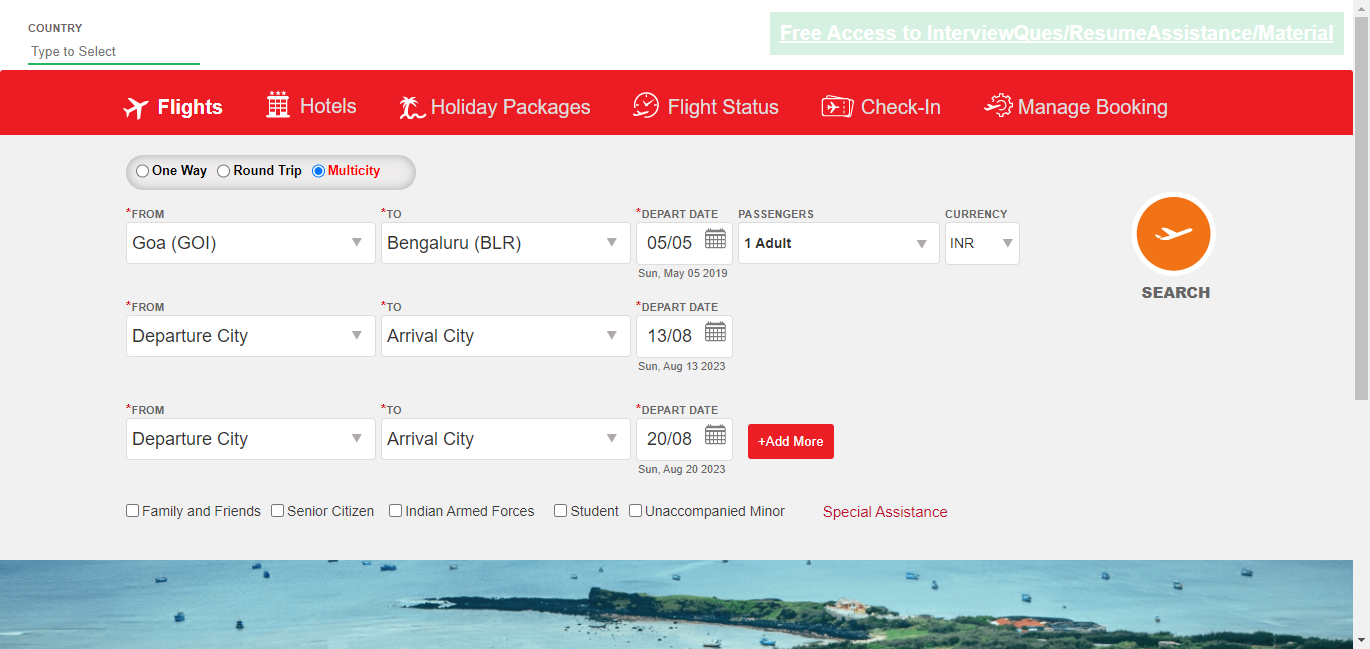 COUNTRY
Type to Select
Free Access to InterviewQues/ResumeAssistance/Material
Flights Hotels Holiday Packages Flight Status Check-In Manage Booking
One Way Round Trip Multicity
*FROM *TO *DEPART DATE PASSENGERS CURRENCY
Goa (GOI) Bengaluru (BLR) 05/05 1 Adult INR
Sun, May 05 2019
SEARCH
*FROM *TO *DEPART DATE
Departure City Arrival City 13/08
Sun, Aug 13 2023
*FROM *TO *DEPART DATE
Departure City Arrival City 20/08 +Add More
Sun, Aug 20 2023
Family and Friends Senior Citizen Indian Armed Forces Student Unaccompanied Minor Special Assistance